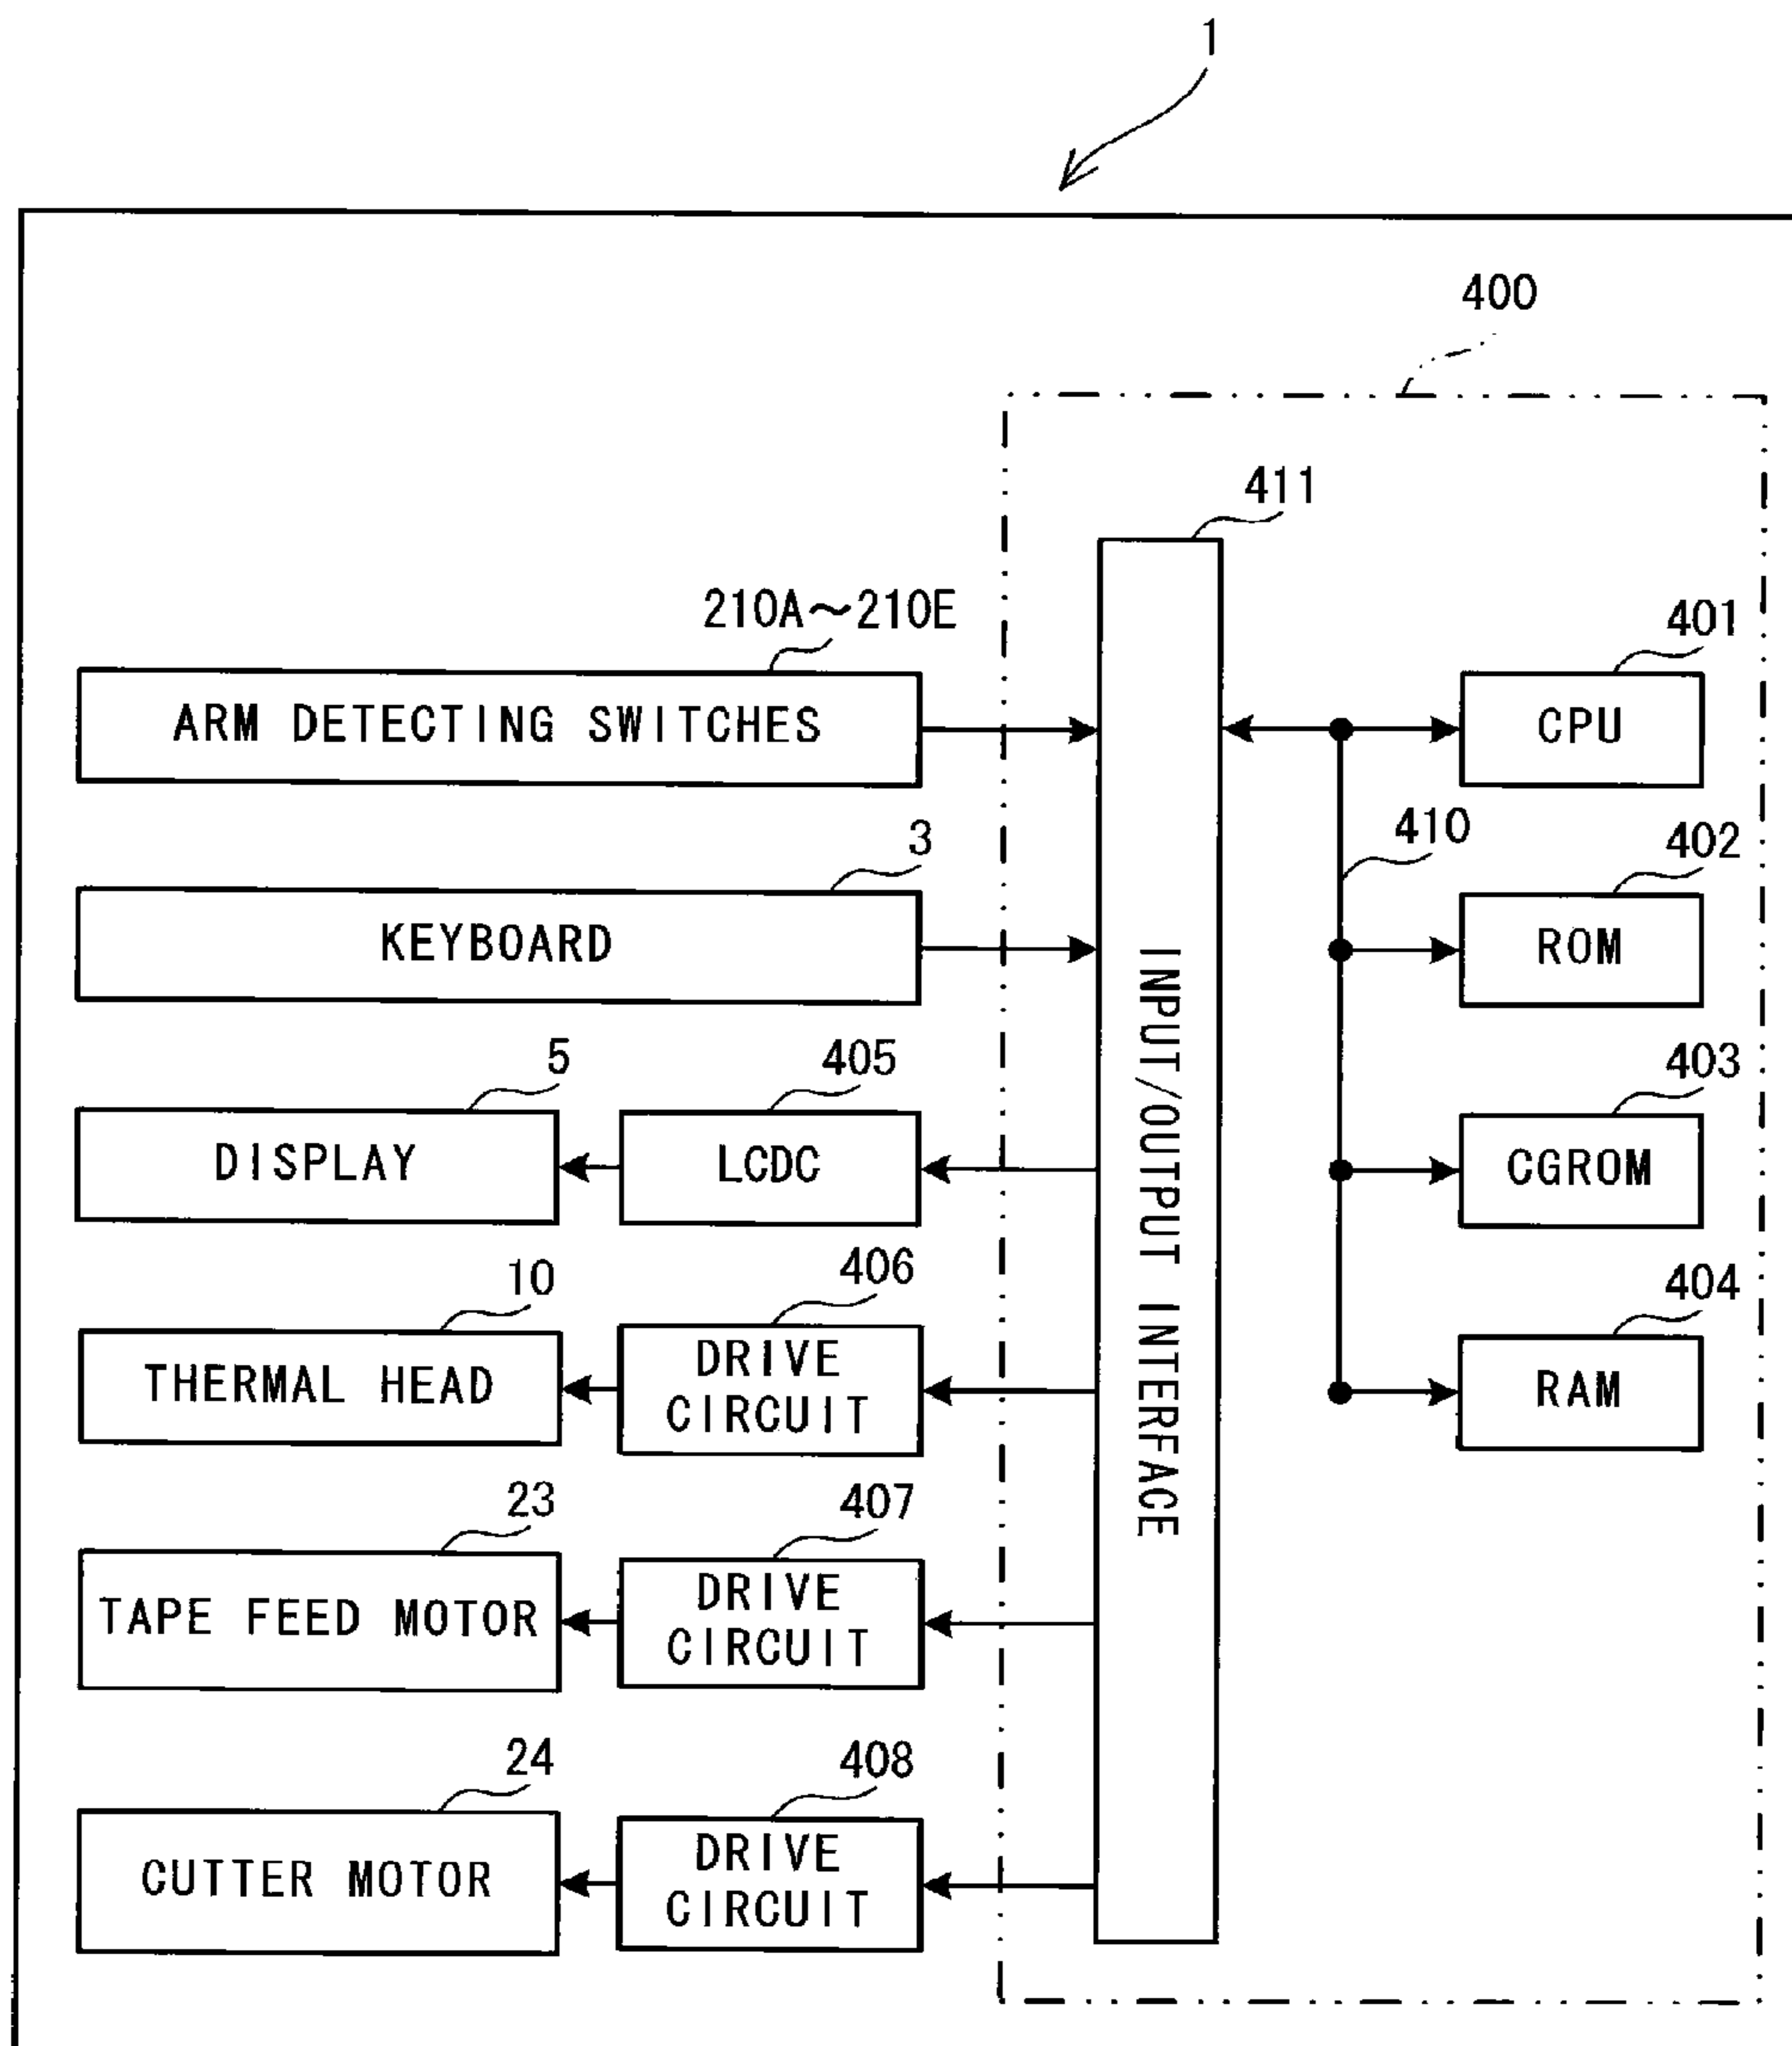 1
400
411
210A～210E
401
ARM DETECTING SWITCHES
CPU
3
410
402
KEYBOARD
ROM
INPUT/OUTPUT INTERFACE
5
405
403
DISPLAY
LCDC
CGROM
10
406
404
THERMAL HEAD
DRIVE
CIRCUIT
RAM
23
407
TAPE FEED MOTOR
DRIVE
CIRCUIT
24
408
CUTTER MOTOR
DRIVE
CIRCUIT